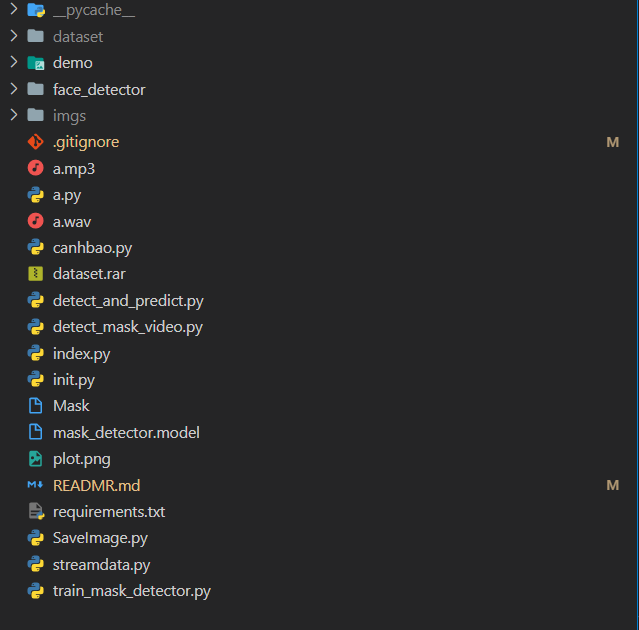 __pycache__
dataset
demo
face_detector
imgs
.gitignore M
a.mp3
a.py
a.wav
canhbao.py
dataset.rar
detect_and_predict.py
detect_mask_video.py
index.py
init.py
Mask
mask_detector.model
plot.png
READMR.md M
requirements.txt
SaveImage.py
streamdata.py
train_mask_detector.py